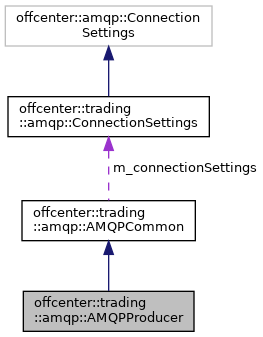 offcenter::amqp::Connection
Settings
offcenter::trading
::amqp::ConnectionSettings
m_connectionSettings
offcenter::trading
::amqp::AMQPCommon
offcenter::trading
::amqp::AMQPProducer